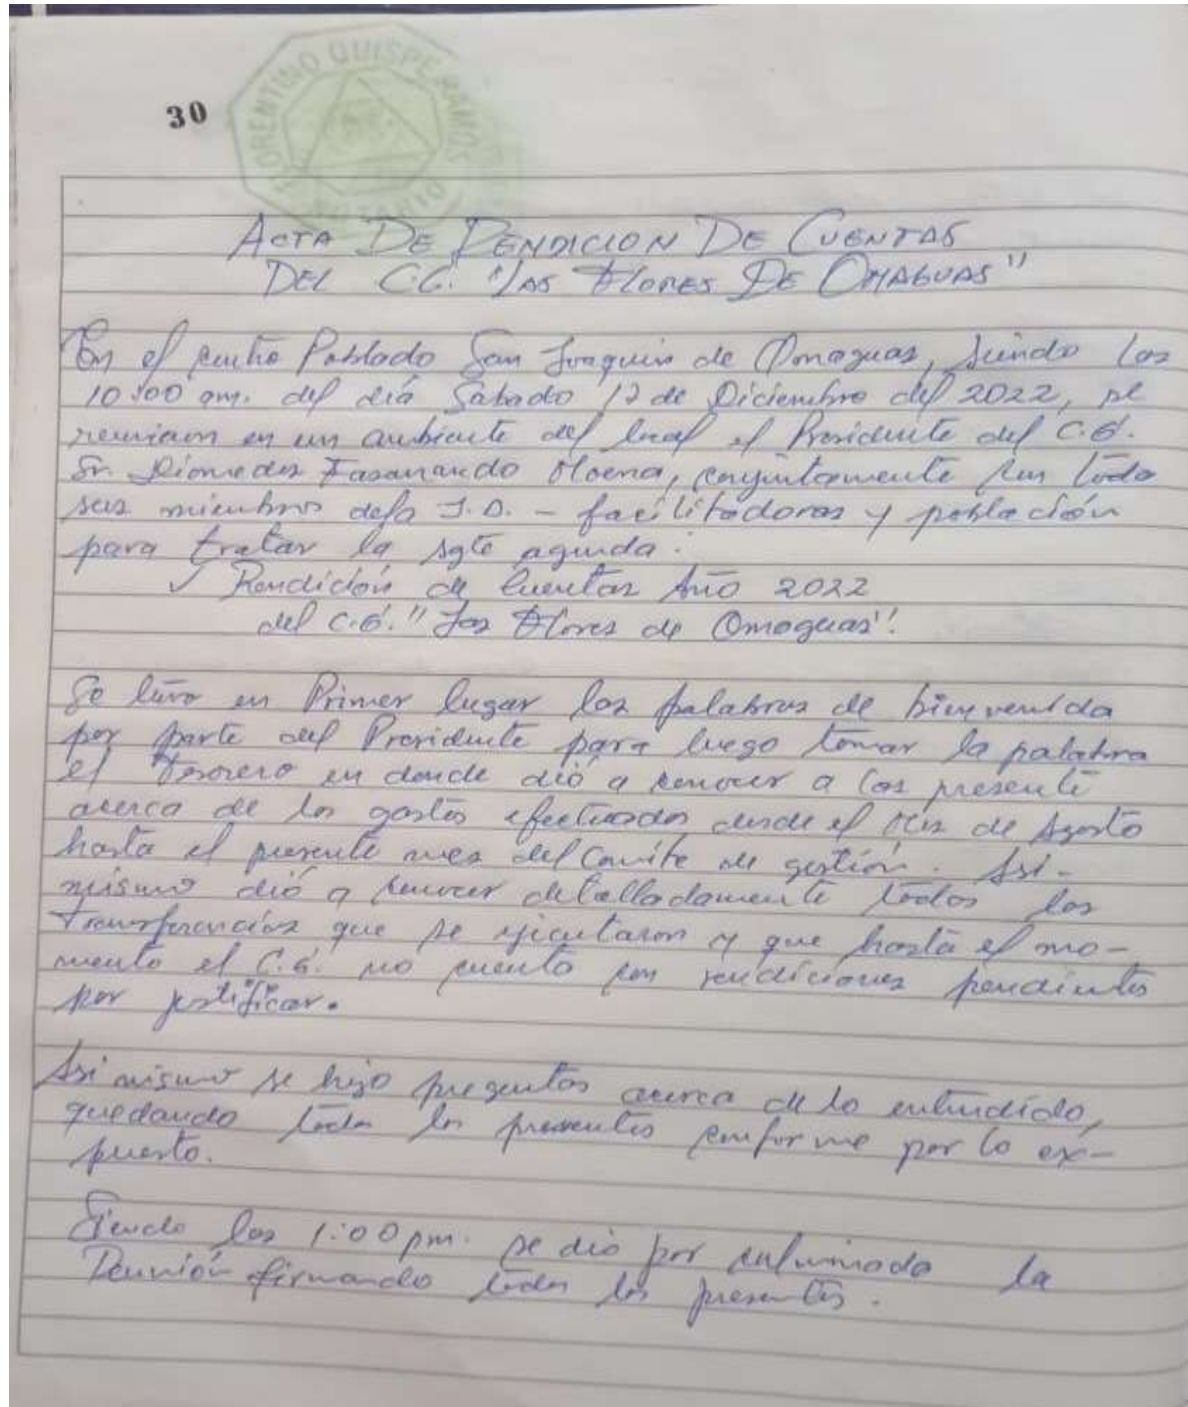 30
FLORENTINO QUISPE RAMOS
ACTA DE RENDICION DE CUENTAS
DEL C.G. "LAS FLORES DE OMAGUAS"
En el centro Poblado San Joaquin de Omaguas, siendo las
10:00 am. del día Sabado 12 de Diciembre del 2022, se
reunieron en un ambiente del local el Presidente del C.G.
Sr. Diomedes Fasanando, conjuntamente con todo
sus miembros de la J.D. - facilitadoras y población
para tratar la sgte agenda:
✓ Rendición de Cuentas Año 2022
del C.G. "Las Flores de Omaguas".
Se tuvo en Primer lugar las palabras de bienvenida
por parte del Presidente para luego tomar la palabra
el Tesorero en donde dió a conocer a los presente
acerca de los gastos efectuados desde el Mes de Agosto
hasta el presente mes del Comite de gestión. Asi-
mismo dió a conocer detalladamente todos las
transferencias que se ejecutaron y que hasta el mo-
mento el C.G. no cuenta con rendiciones pendientes
por justificar.
Asi mismo se hizo preguntas acerca de lo entendido,
quedando todos los presentes conforme por lo ex-
puesto.
Siendo las 1:00 pm. se dio por culminado la
Reunión firmando todos los presentes.